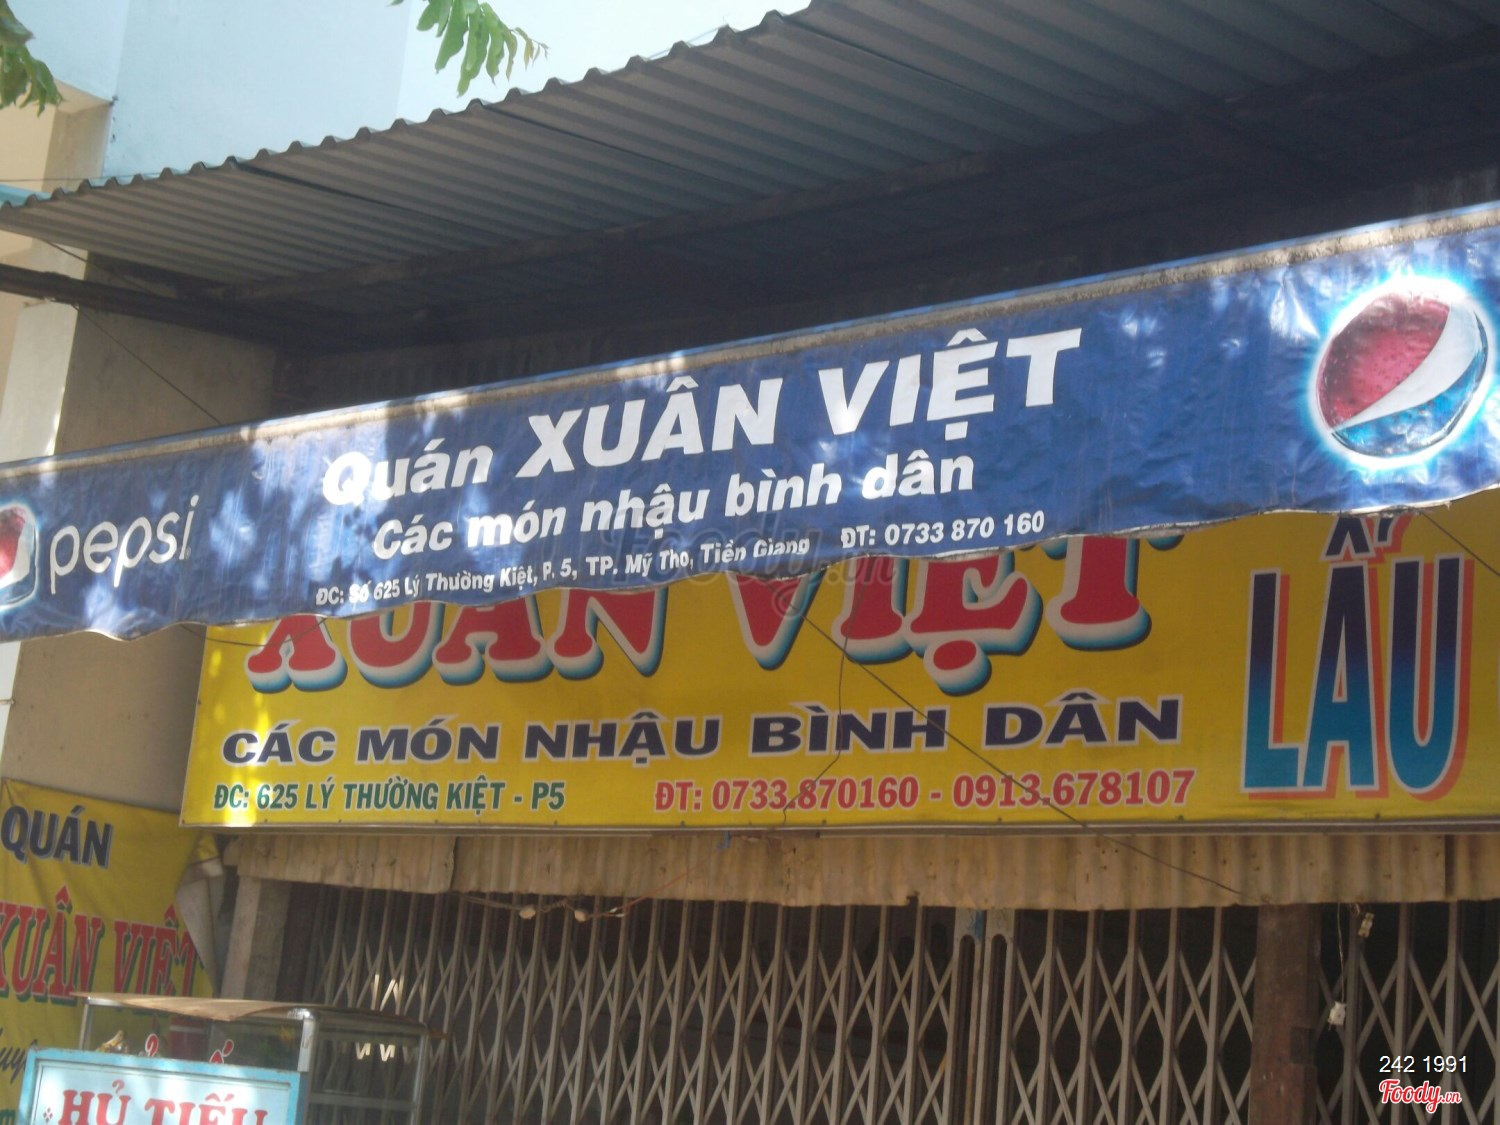 pepsi
Quán XUÂN VIỆT
Các món nhậu bình dân
ĐC: Số 625 Lý Thường Kiệt, P. 5, TP. Mỹ Tho, Tiền Giang ĐT: 0733 870 160
XUÂN VIỆT
LẨU
CÁC MÓN NHẬU BÌNH DÂN
ĐC: 625 LÝ THƯỜNG KIỆT - P5 ĐT: 0733.870160 - 0913.678107
QUÁN
XUÂN VIỆT
HỦ TIẾU
Foody.vn
242 1991
Foody.vn